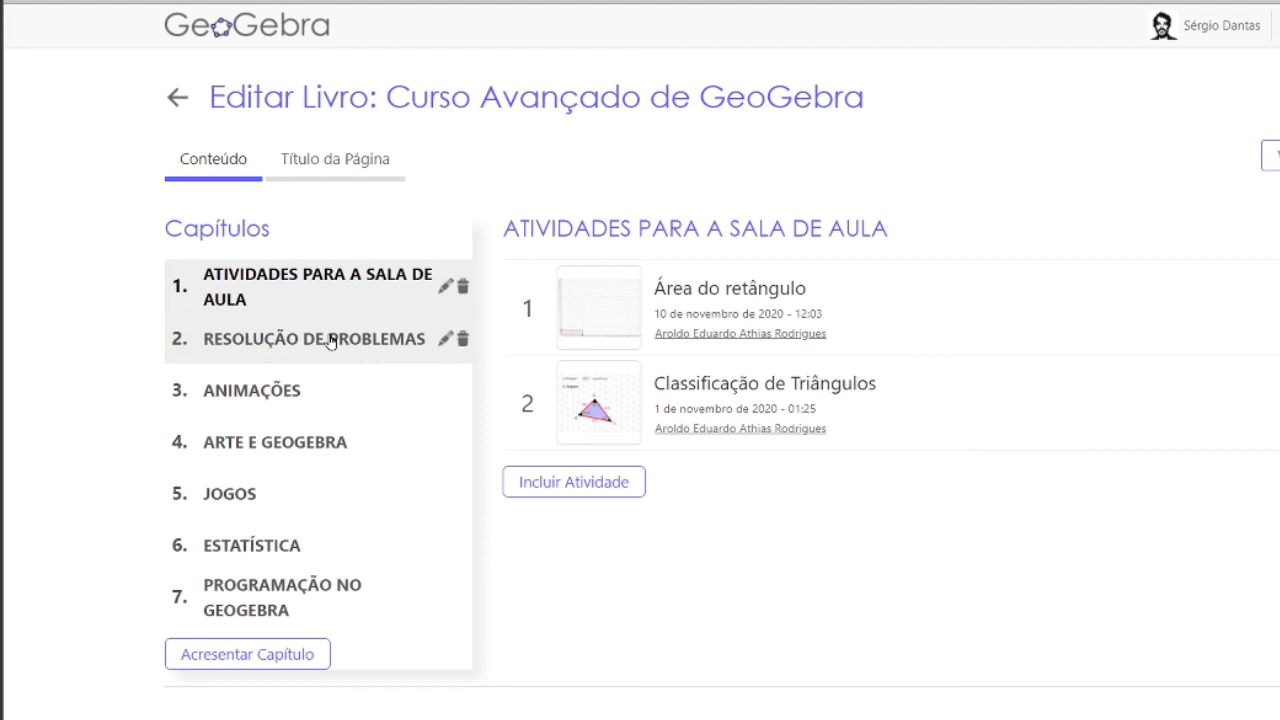 GeoGebra
Sérgio Dantas
Editar Livro: Curso Avançado de GeoGebra
Conteúdo
Título da Página
Capítulos
1. ATIVIDADES PARA A SALA DE
AULA
2. RESOLUÇÃO DE PROBLEMAS
3. ANIMAÇÕES
4. ARTE E GEOGEBRA
5. JOGOS
6. ESTATÍSTICA
7. PROGRAMAÇÃO NO
GEOGEBRA
Acresentar Capítulo
ATIVIDADES PARA A SALA DE AULA
1
Área do retângulo
10 de novembro de 2020 - 12:03
Aroldo Eduardo Athias Rodrigues
2
Classificação de Triângulos
1 de novembro de 2020 - 01:25
Aroldo Eduardo Athias Rodrigues
Incluir Atividade